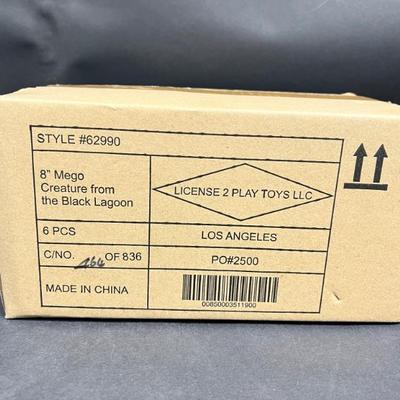 STYLE #62990
8" Mego
Creature from
the Black Lagoon
LICENSE 2 PLAY TOYS LLC
6 PCS
LOS ANGELES
C/NO. 264 OF 836
PO#2500
MADE IN CHINA
00850003511900